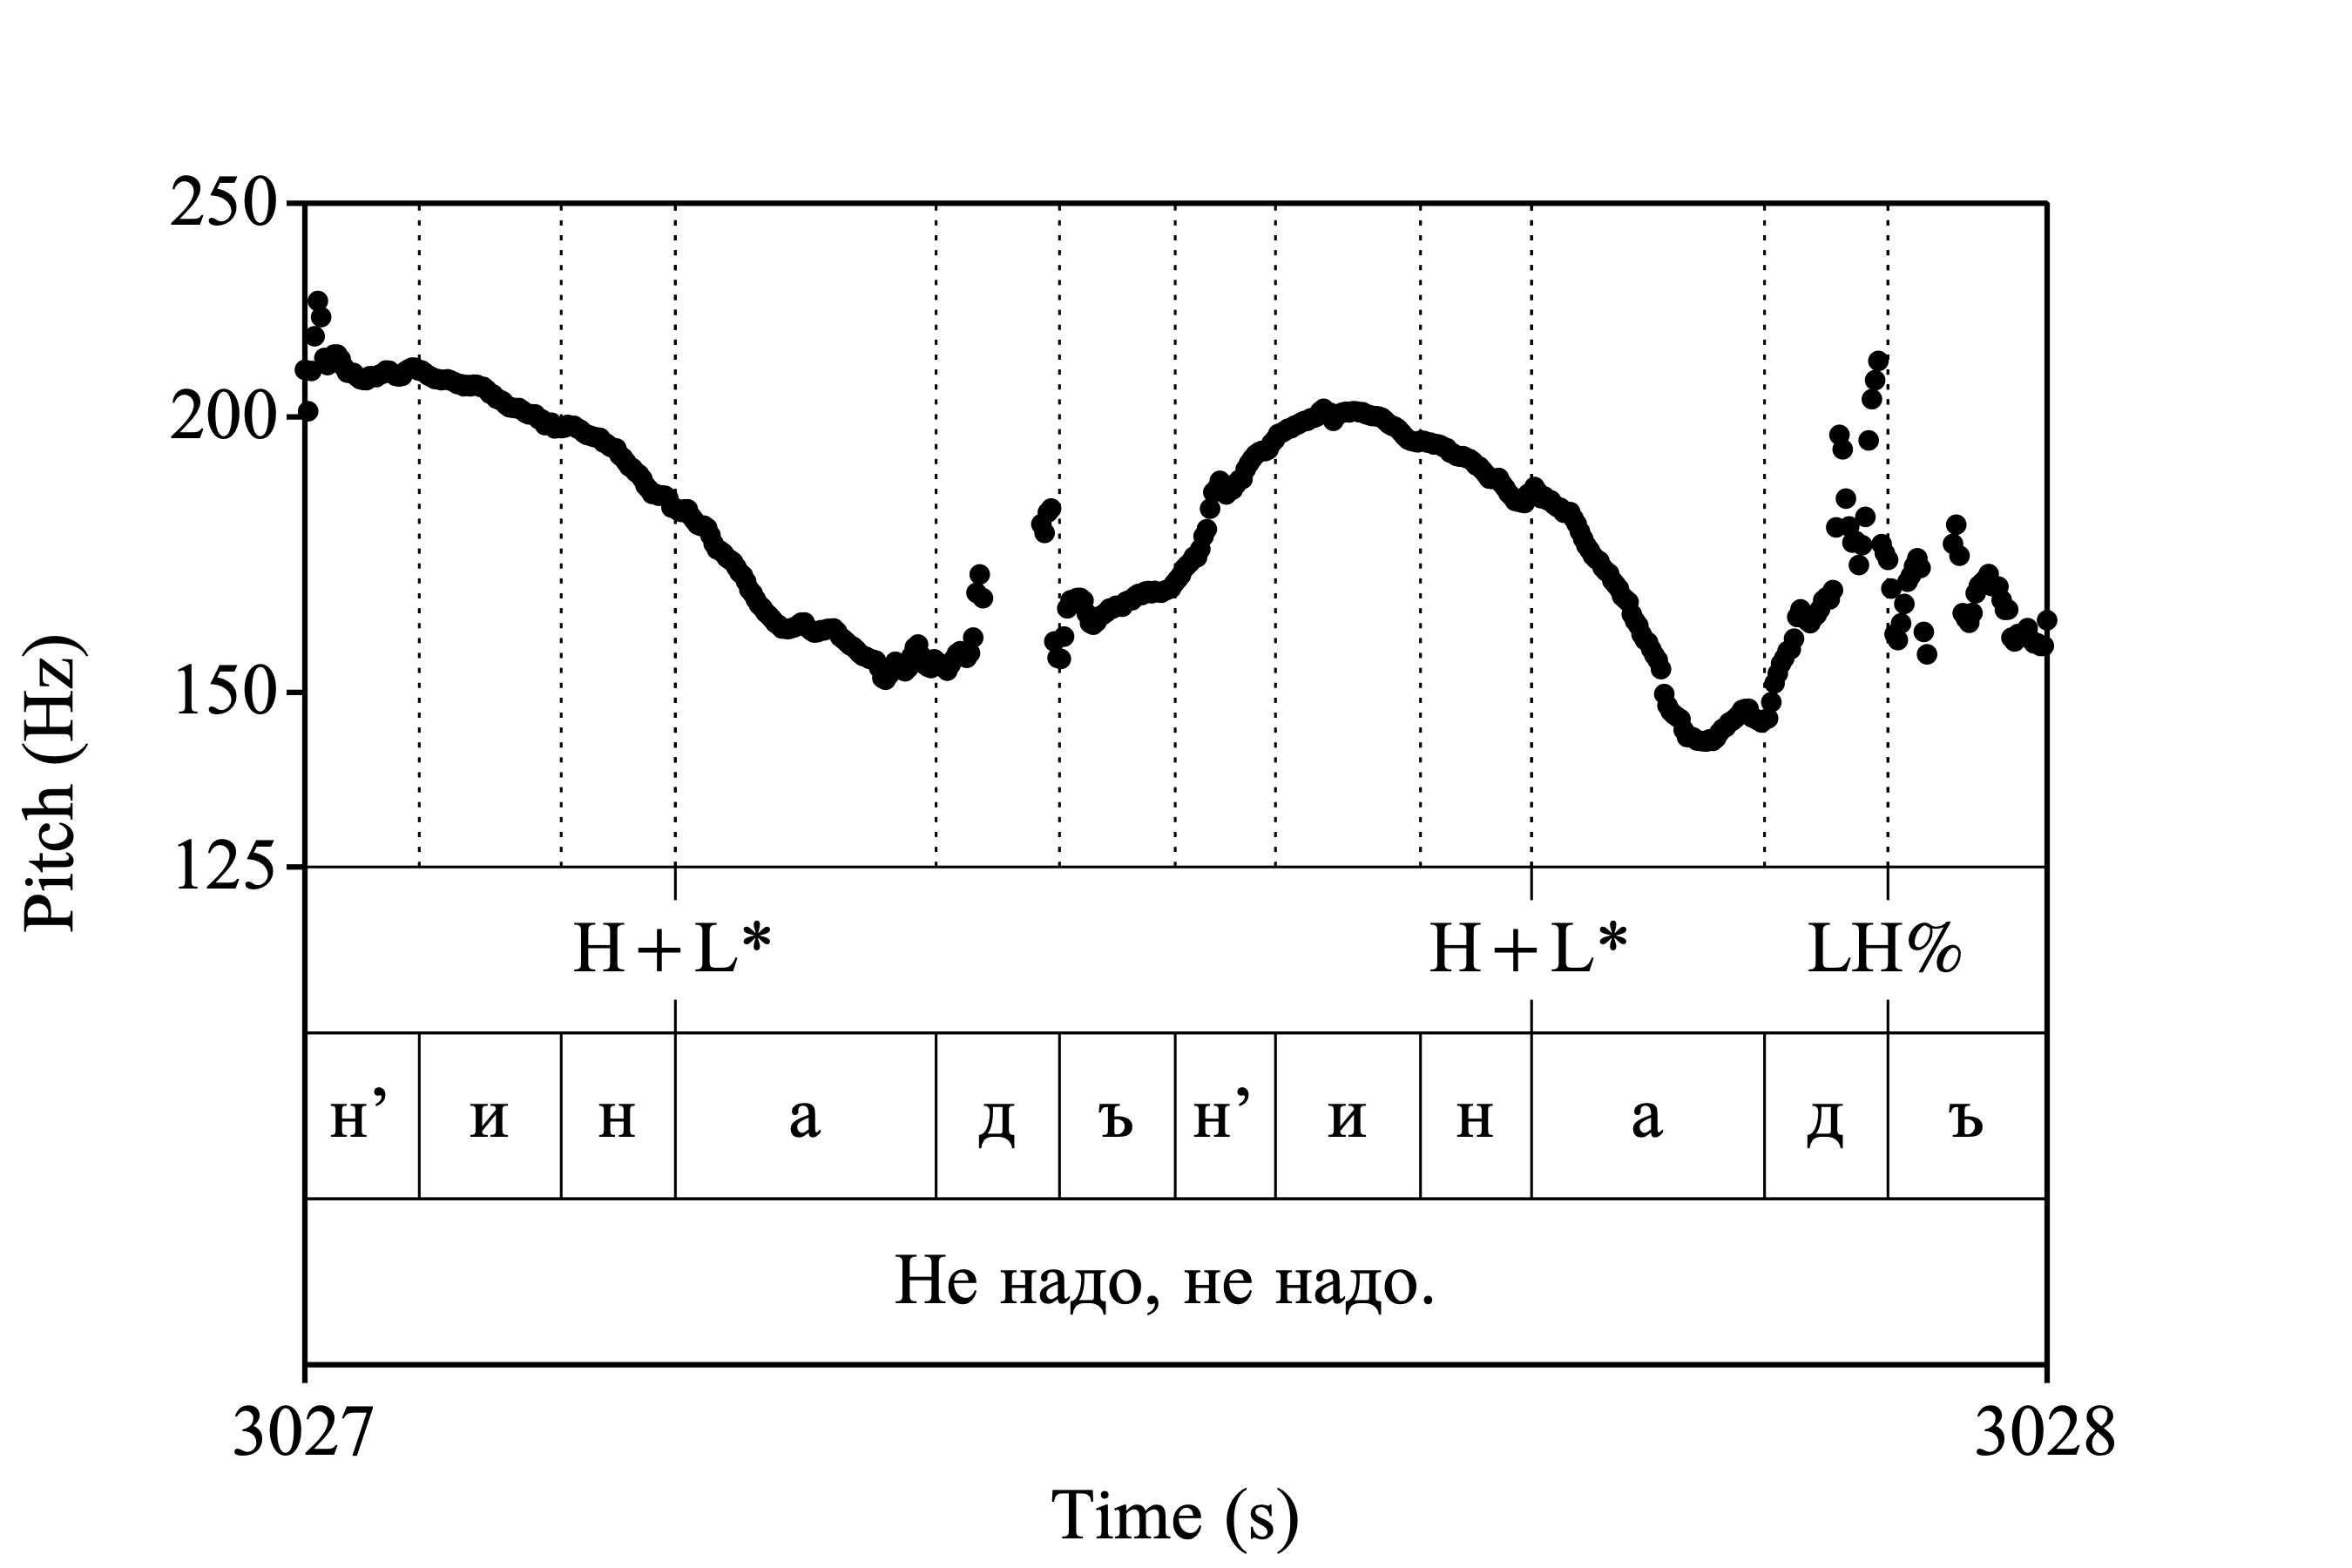 250
200
150
125
Pitch (Hz)
H+L* H+L* LH%
н’ и н а д ъ н’ и н а д ъ
Не надо, не надо.
3027 3028
Time (s)